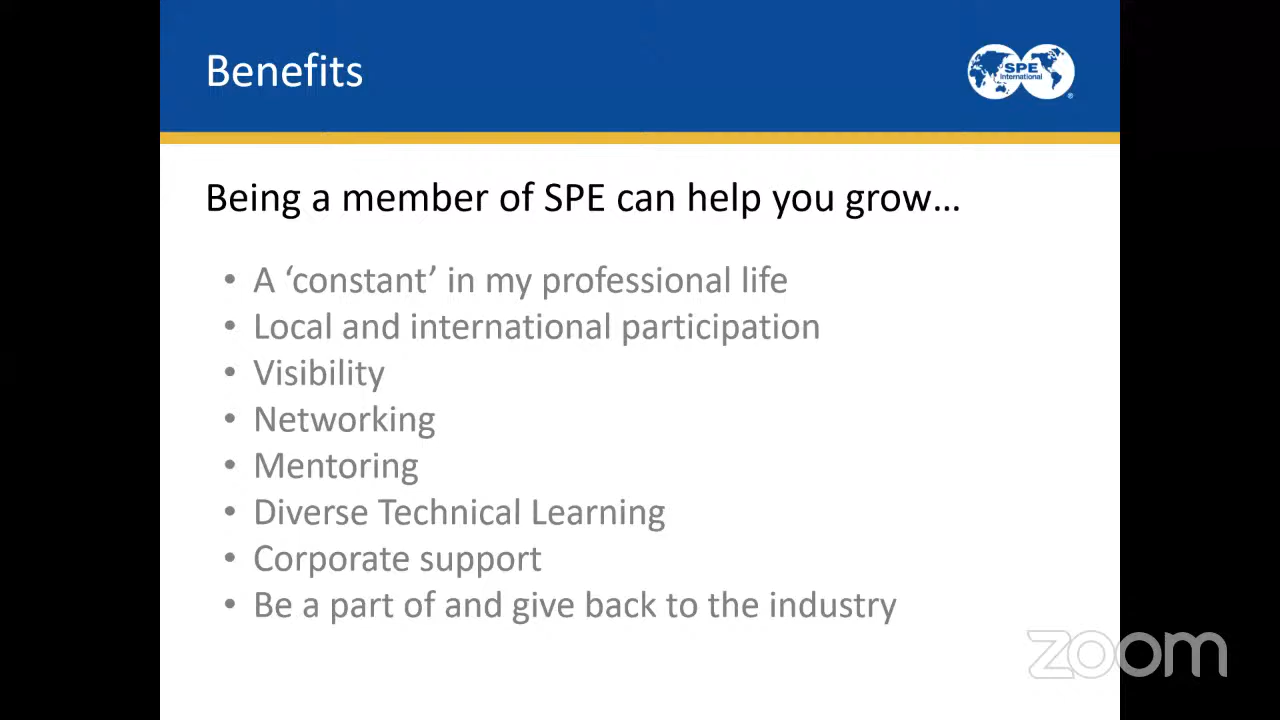 Benefits
SPE
International
®
Being a member of SPE can help you grow…
• A ‘constant’ in my professional life
• Local and international participation
• Visibility
• Networking
• Mentoring
• Diverse Technical Learning
• Corporate support
• Be a part of and give back to the industry
zoom